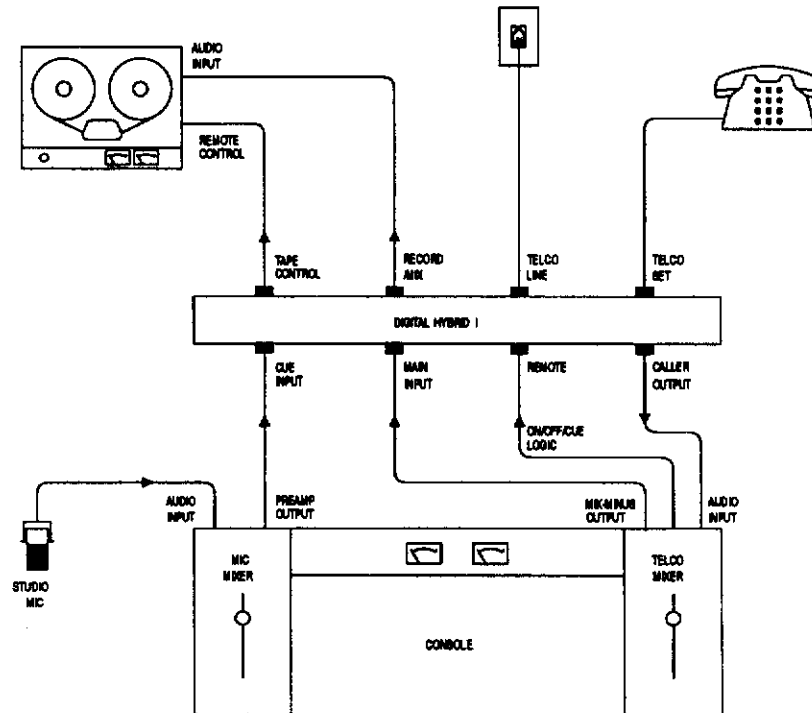 AUDIO
INPUT
REMOTE
CONTROL
TAPE
CONTROL
RECORD
MIX
TELCO
LINE
TELCO
SET
DIGITAL HYBRID I
CUE
INPUT
MAIN
INPUT
REMOTE
CALLER
OUTPUT
ON/OFF/CUE
LOGIC
AUDIO
INPUT
PREAMP
OUTPUT
MIX-MINUS
OUTPUT
AUDIO
INPUT
STUDIO
MIC
MIC
MIXER
TELCO
MIXER
CONSOLE